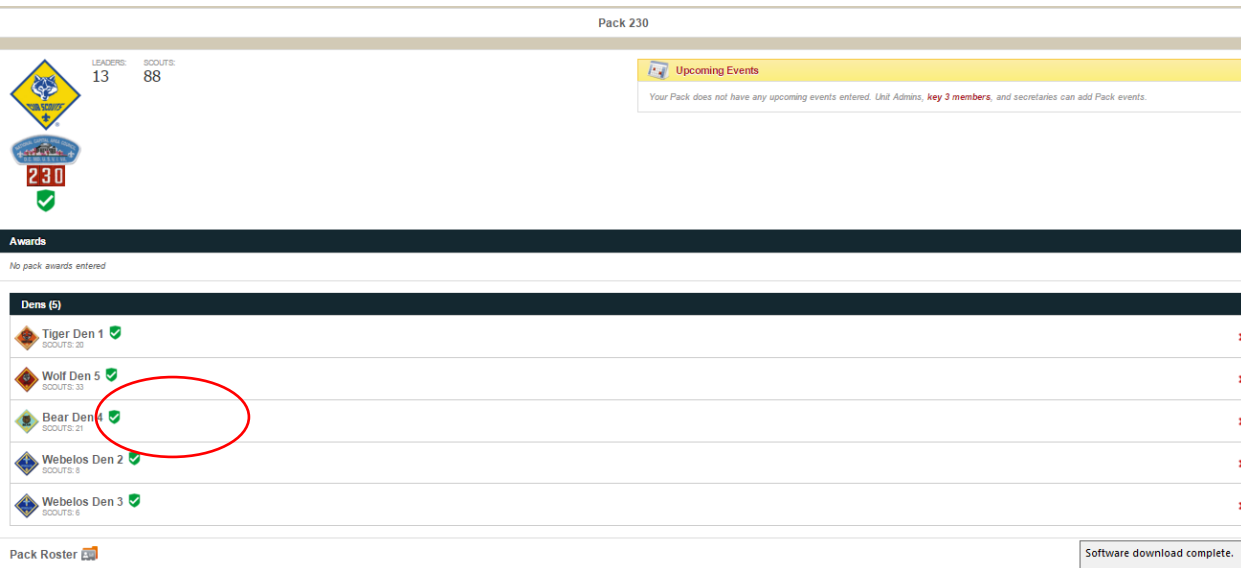 Pack 230
LEADERS: SCOUTS:
13 88
Upcoming Events
Your Pack does not have any upcoming events entered. Unit Admins, key 3 members, and secretaries can add Pack events.
CUB SCOUTS
230
Awards
No pack awards entered
Dens (5)
Tiger Den 1
SCOUTS: 20
Wolf Den 5
SCOUTS: 33
Bear Den 4
SCOUTS: 21
Webelos Den 2
SCOUTS: 8
Webelos Den 3
SCOUTS: 6
Pack Roster
Software download complete.